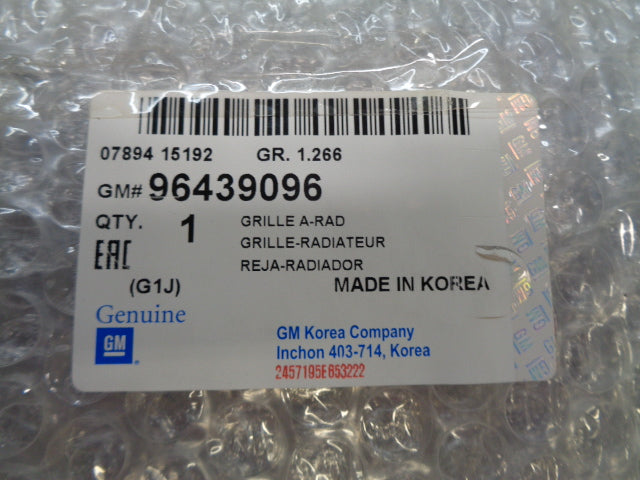 07894 15192 GR. 1.266
GM# 96439096
QTY. 1 GRILLE A-RAD
GRILLE-RADIATEUR
REJA-RADIADOR
EAC
(G1J) MADE IN KOREA
Genuine
GM
GM Korea Company
Inchon 403-714, Korea
2457195E653222